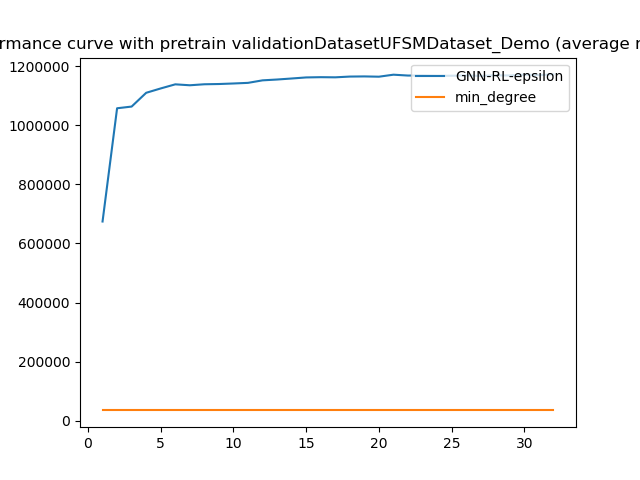 rmance curve with pretrain validationDatasetUFSMDataset_Demo (average
1200000
1000000
800000
600000
400000
200000
0
0 5 10 15 20 25 30
GNN-RL-epsilon
min_degree